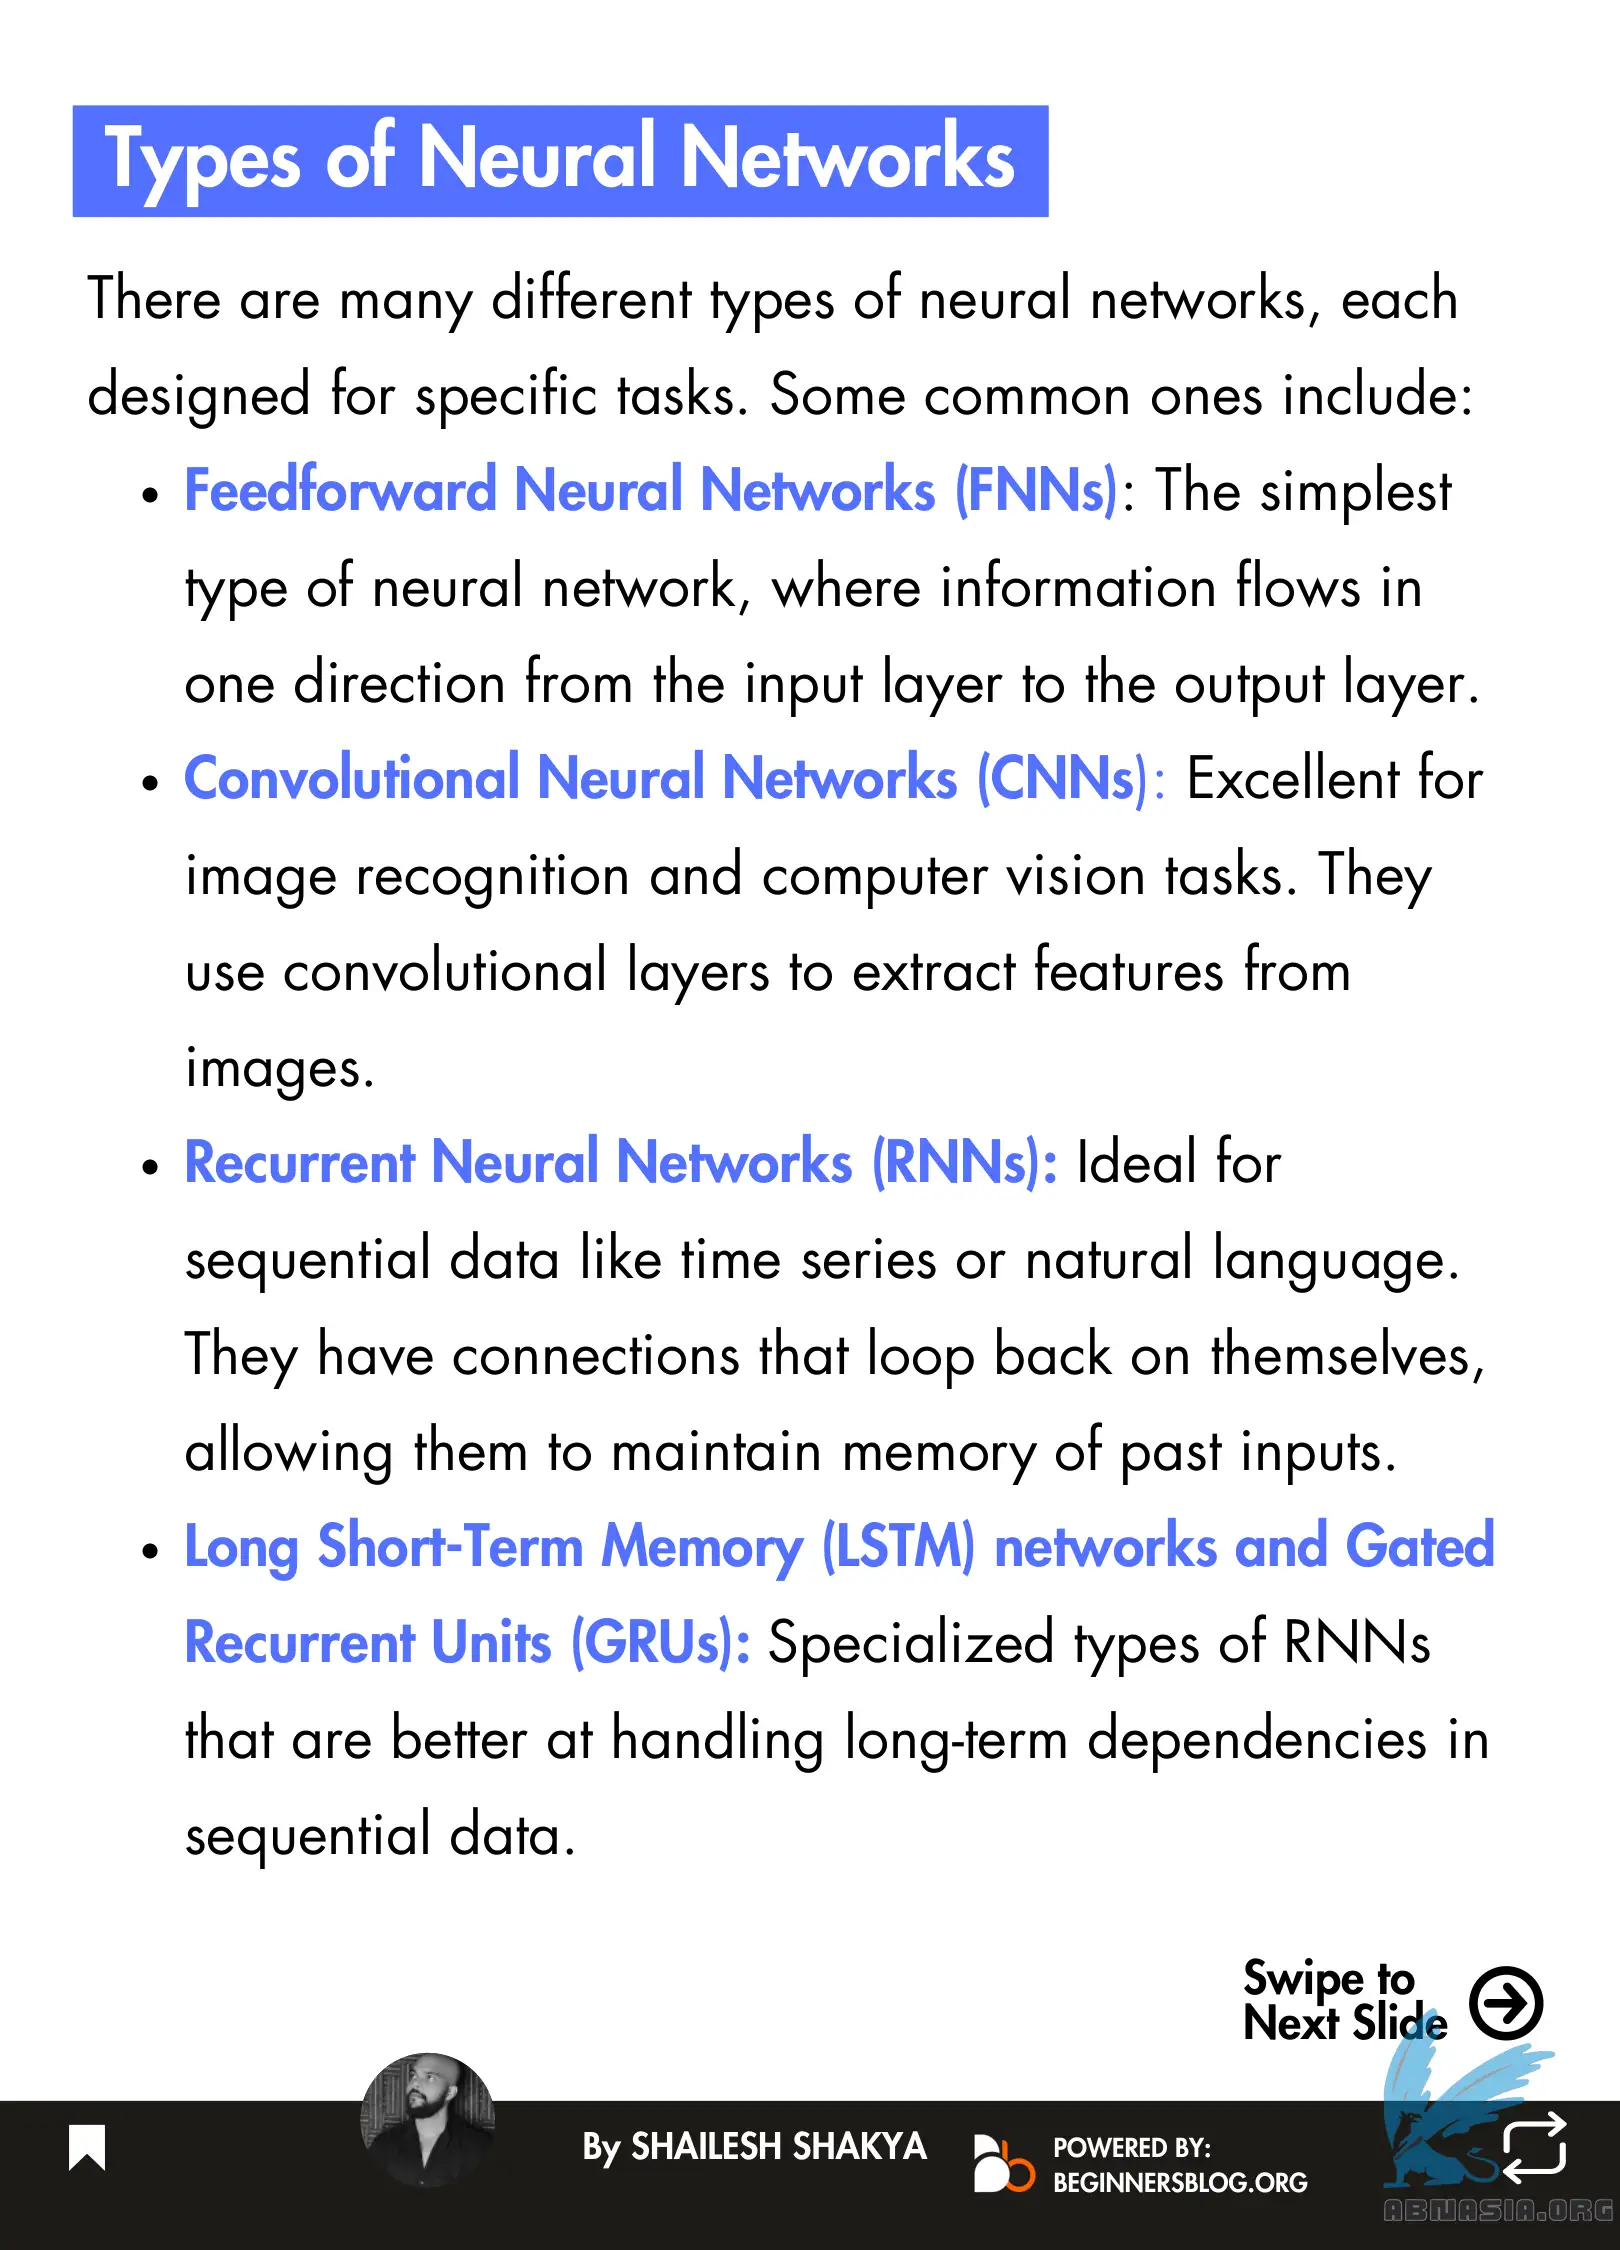 Types of Neural Networks
There are many different types of neural networks, each
designed for specific tasks. Some common ones include:
• Feedforward Neural Networks (FNNs): The simplest
type of neural network, where information flows in
one direction from the input layer to the output layer.
• Convolutional Neural Networks (CNNs): Excellent for
image recognition and computer vision tasks. They
use convolutional layers to extract features from
images.
• Recurrent Neural Networks (RNNs): Ideal for
sequential data like time series or natural language.
They have connections that loop back on themselves,
allowing them to maintain memory of past inputs.
• Long Short-Term Memory (LSTM) networks and Gated
Recurrent Units (GRUs): Specialized types of RNNs
that are better at handling long-term dependencies in
sequential data.
Swipe to
Next Slide
By SHAILESH SHAKYA
POWERED BY:
BEGINNERSBLOG.ORG
ABNASIA.ORG